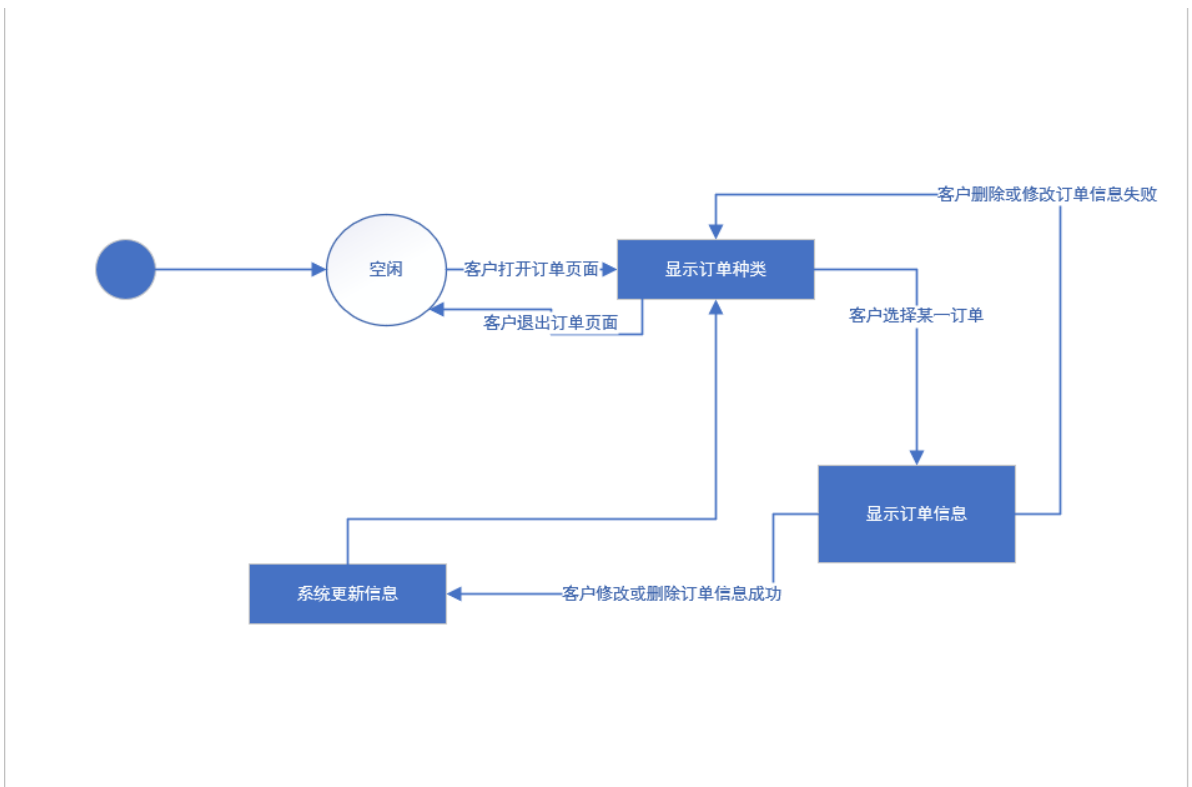 客户删除或修改订单信息失败
空闲
客户打开订单页面
显示订单种类
客户退出订单页面
客户选择某一订单
显示订单信息
系统更新信息
客户修改或删除订单信息成功